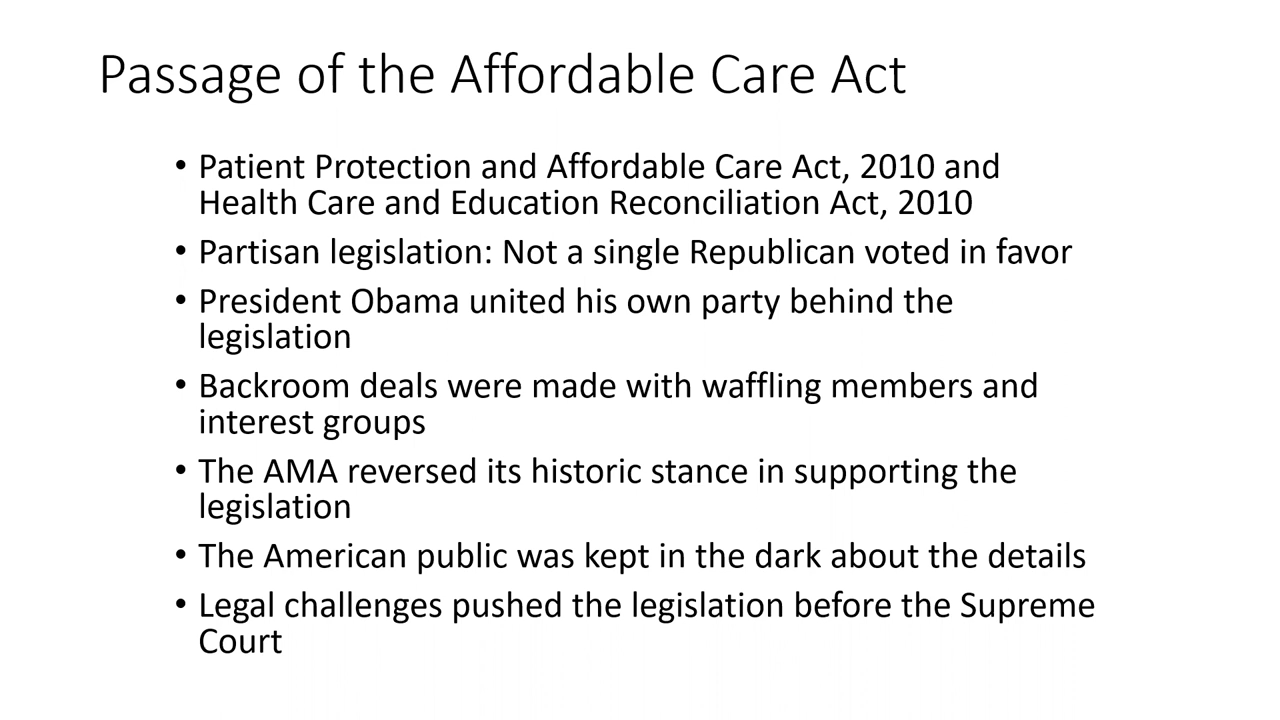 Passage of the Affordable Care Act
• Patient Protection and Affordable Care Act, 2010 and
Health Care and Education Reconciliation Act, 2010
• Partisan legislation: Not a single Republican voted in favor
• President Obama united his own party behind the
legislation
• Backroom deals were made with waffling members and
interest groups
• The AMA reversed its historic stance in supporting the
legislation
• The American public was kept in the dark about the details
• Legal challenges pushed the legislation before the Supreme
Court